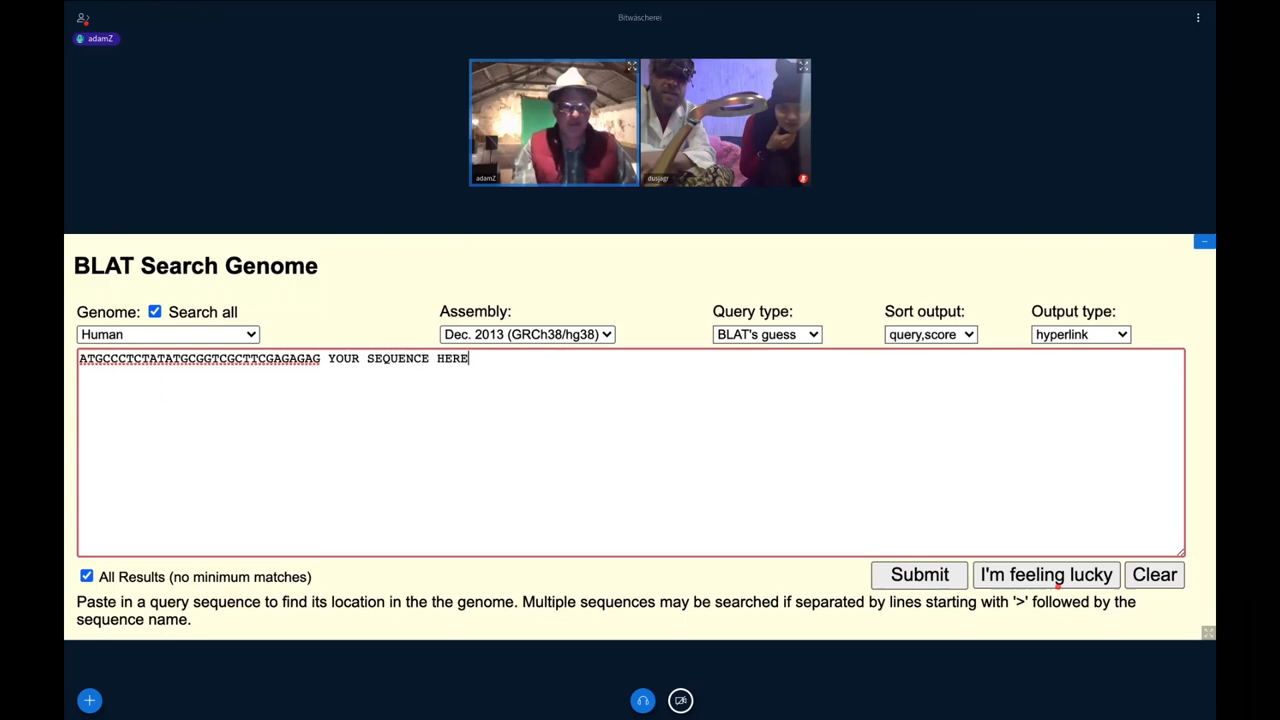 Bitwäscherei
adamZ
adamZ
dusjagr
BLAT Search Genome
Genome: Search all
Assembly:
Query type:
Sort output:
Output type:
Human
Dec. 2013 (GRCh38/hg38)
BLAT's guess
query,score
hyperlink
ATGCCCTCTATATGCGGTCGCTTCGAGAGAG YOUR SEQUENCE HERE
All Results (no minimum matches)
Submit
I'm feeling lucky
Clear
Paste in a query sequence to find its location in the the genome. Multiple sequences may be searched if separated by lines starting with '>' followed by the
sequence name.